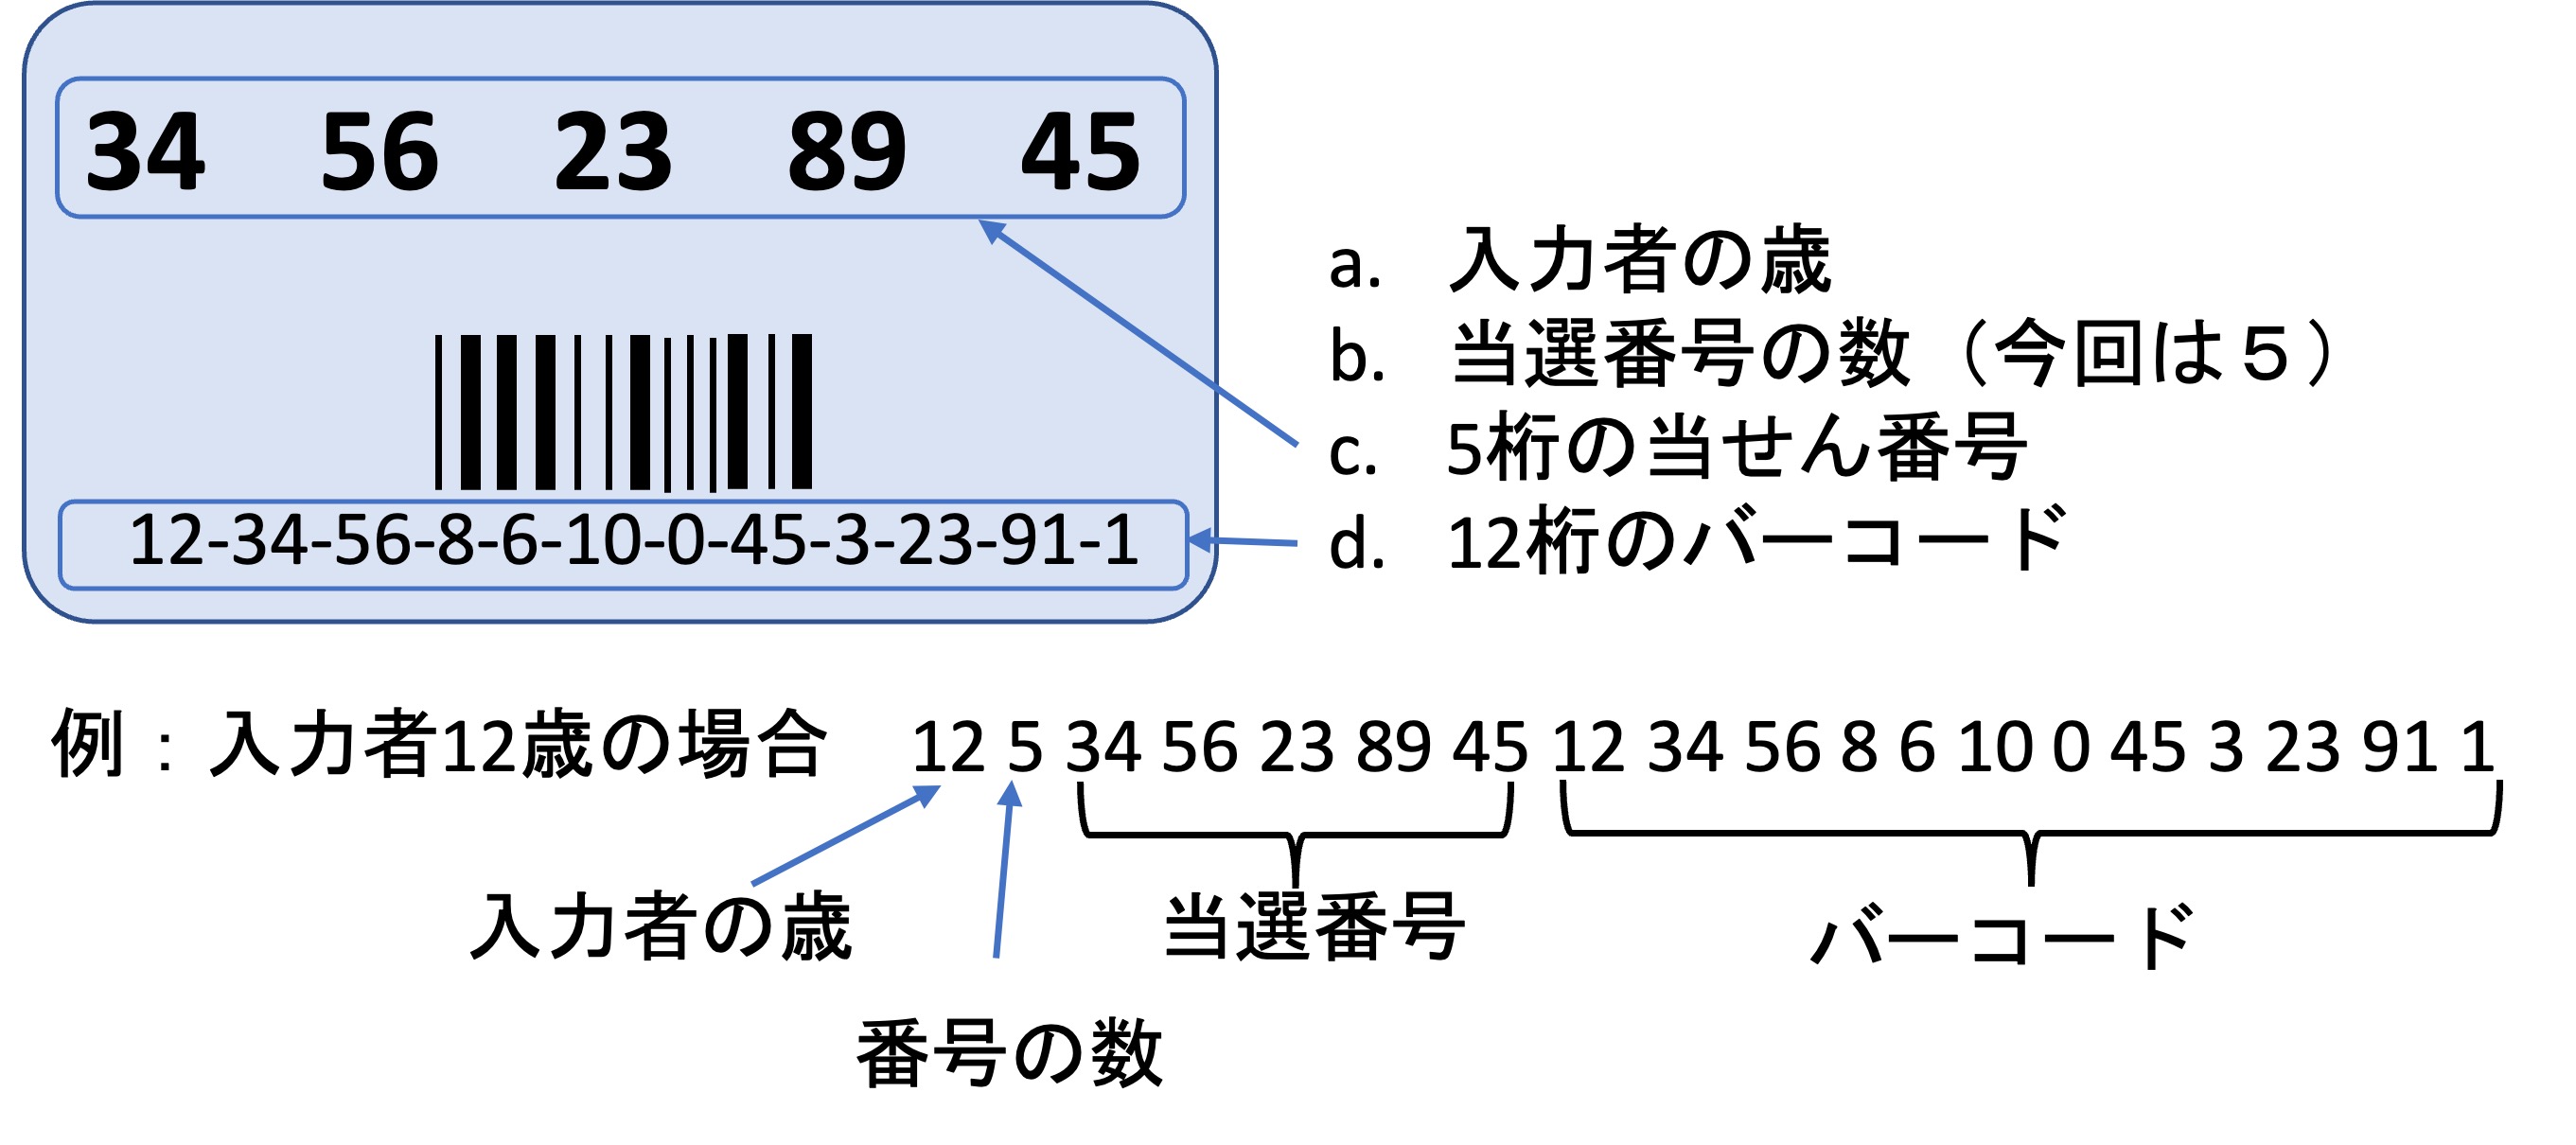 34 56 23 89 45
12-34-56-8-6-10-0-45-3-23-91-1
a. 入力者の歳
b. 当選番号の数（今回は５）
c. 5桁の当せん番号
d. 12桁のバーコード
例：入力者12歳の場合 12 5 34 56 23 89 45 12 34 56 8 6 10 0 45 3 23 91 1
入力者の歳
当選番号
バーコード
番号の数